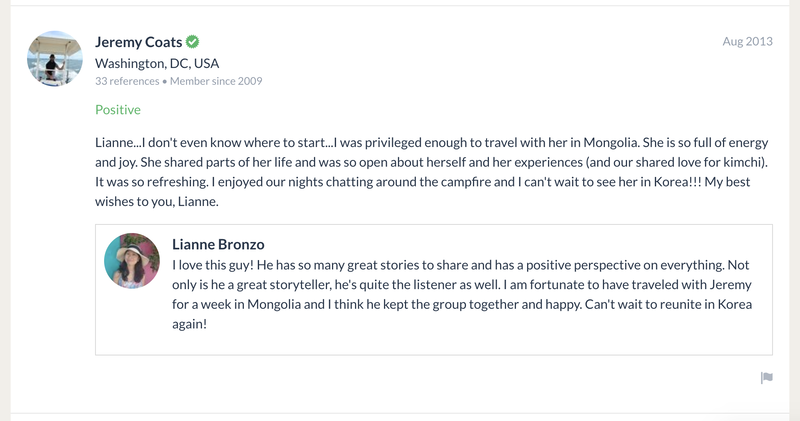 Jeremy Coats
Aug 2013
Washington, DC, USA
33 references • Member since 2009
Positive
Lianne...I don't even know where to start...I was privileged enough to travel with her in Mongolia. She is so full of energy
and joy. She shared parts of her life and was so open about herself and her experiences (and our shared love for kimchi).
It was so refreshing. I enjoyed our nights chatting around the campfire and I can't wait to see her in Korea!!! My best
wishes to you, Lianne.
Lianne Bronzo
I love this guy! He has so many great stories to share and has a positive perspective on everything. Not
only is he a great storyteller, he's quite the listener as well. I am fortunate to have traveled with Jeremy
for a week in Mongolia and I think he kept the group together and happy. Can't wait to reunite in Korea
again!